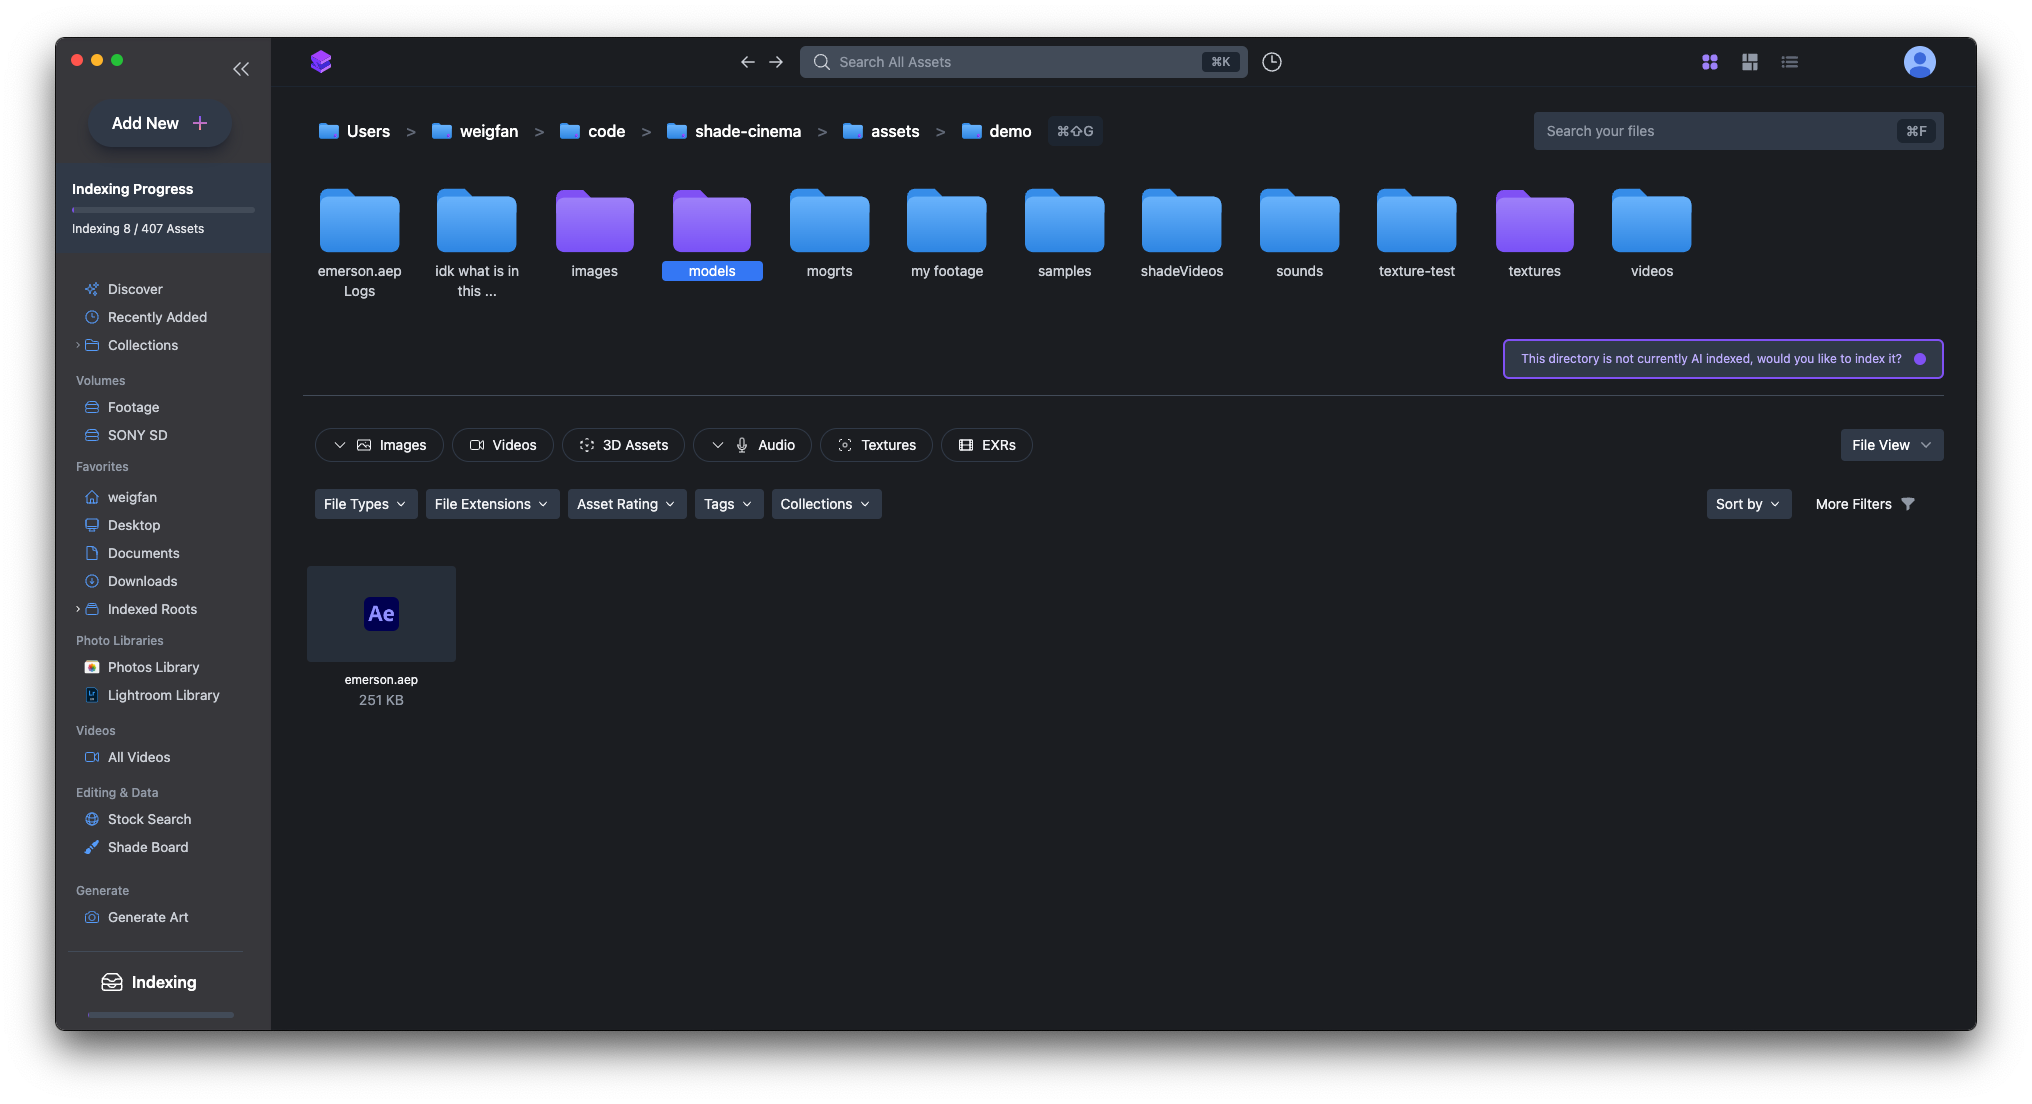 Search All Assets
⌘K
Add New
Indexing Progress
Indexing 8 / 407 Assets
Discover
Recently Added
Collections
Volumes
Footage
SONY SD
Favorites
weigfan
Desktop
Documents
Downloads
Indexed Roots
Photo Libraries
Photos Library
Lightroom Library
Videos
All Videos
Editing & Data
Stock Search
Shade Board
Generate
Generate Art
Indexing
Users > weigfan > code > shade-cinema > assets > demo ⌘⇧G
Search your files
⌘F
emerson.aep
Logs
idk what is in
this ...
images
models
mogrts
my footage
samples
shadeVideos
sounds
texture-test
textures
videos
This directory is not currently AI indexed, would you like to index it?
Images
Videos
3D Assets
Audio
Textures
EXRs
File View
File Types
File Extensions
Asset Rating
Tags
Collections
Sort by
More Filters
Ae
emerson.aep
251 KB